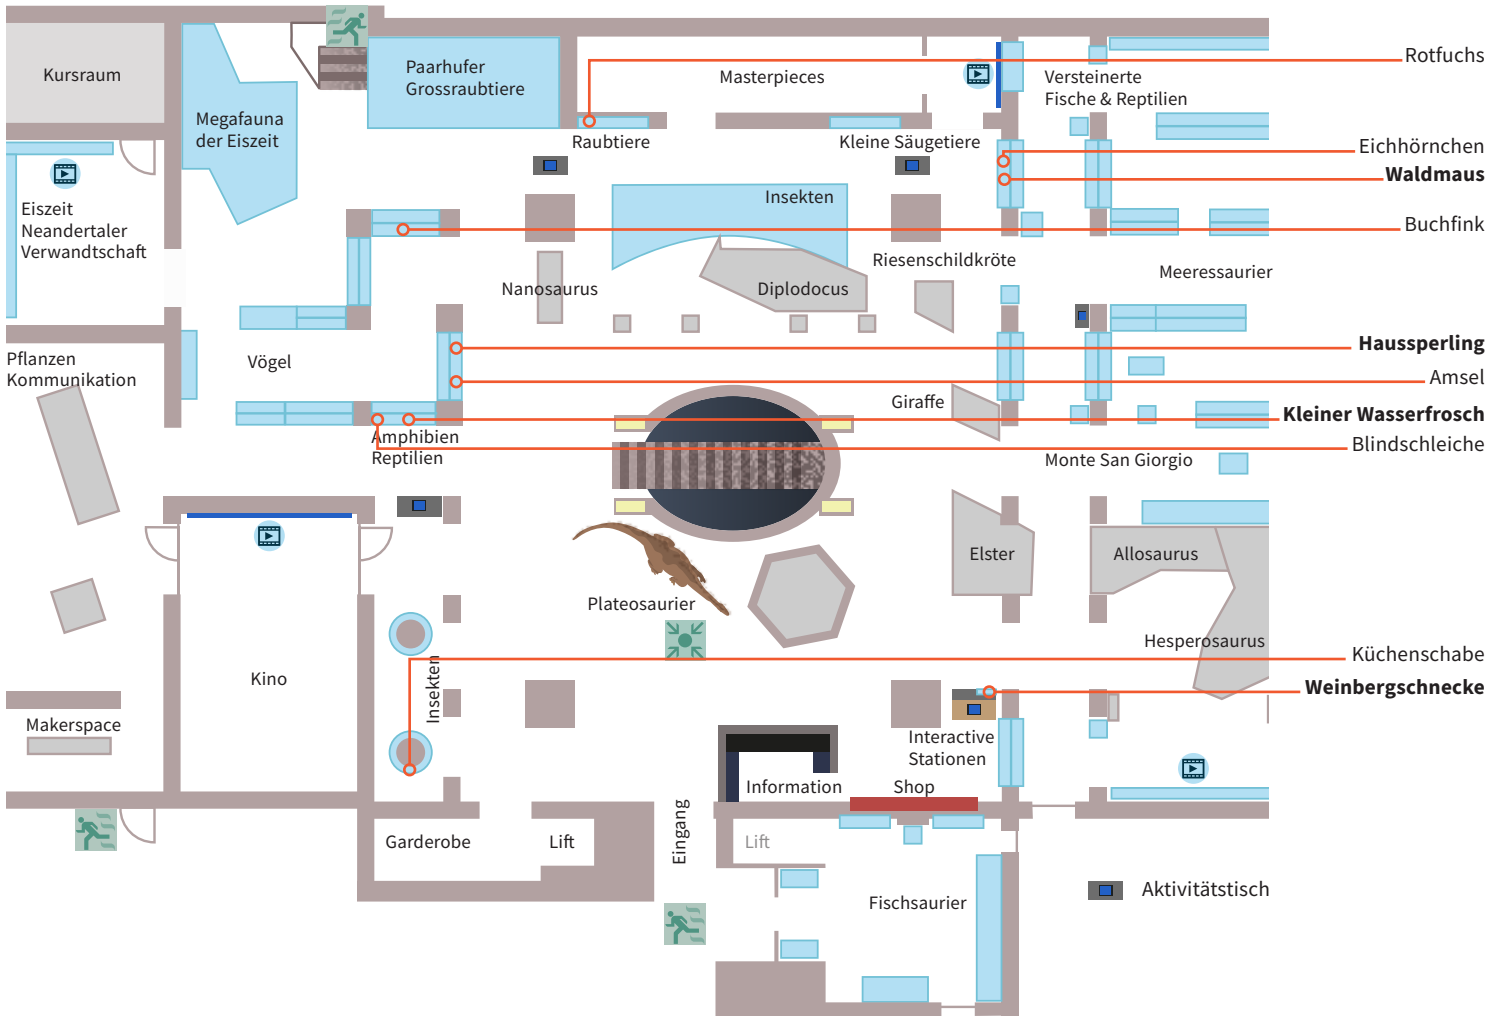 Kursraum
Paarhufer
Grossraubtiere
Masterpieces
Versteinerte
Fische & Reptilien
Rotfuchs
Megafauna
der Eiszeit
Raubtiere
Kleine Säugetiere
Eichhörnchen
Waldmaus
Eiszeit
Neandertaler
Verwandtschaft
Insekten
Buchfink
Riesenschildkröte
Meeressaurier
Nanosaurus
Diplodocus
Pflanzen
Kommunikation
Vögel
Haussperling
Amsel
Giraffe
Kleiner Wasserfrosch
Amphibien
Reptilien
Blindschleiche
Monte San Giorgio
Elster
Allosaurus
Plateosaurier
Hesperosaurus
Küchenschabe
Kino
Insekten
Weinbergschnecke
Makerspace
Interactive
Stationen
Information
Shop
Garderobe
Lift
Eingang
Lift
Aktivitätstisch
Fischsaurier